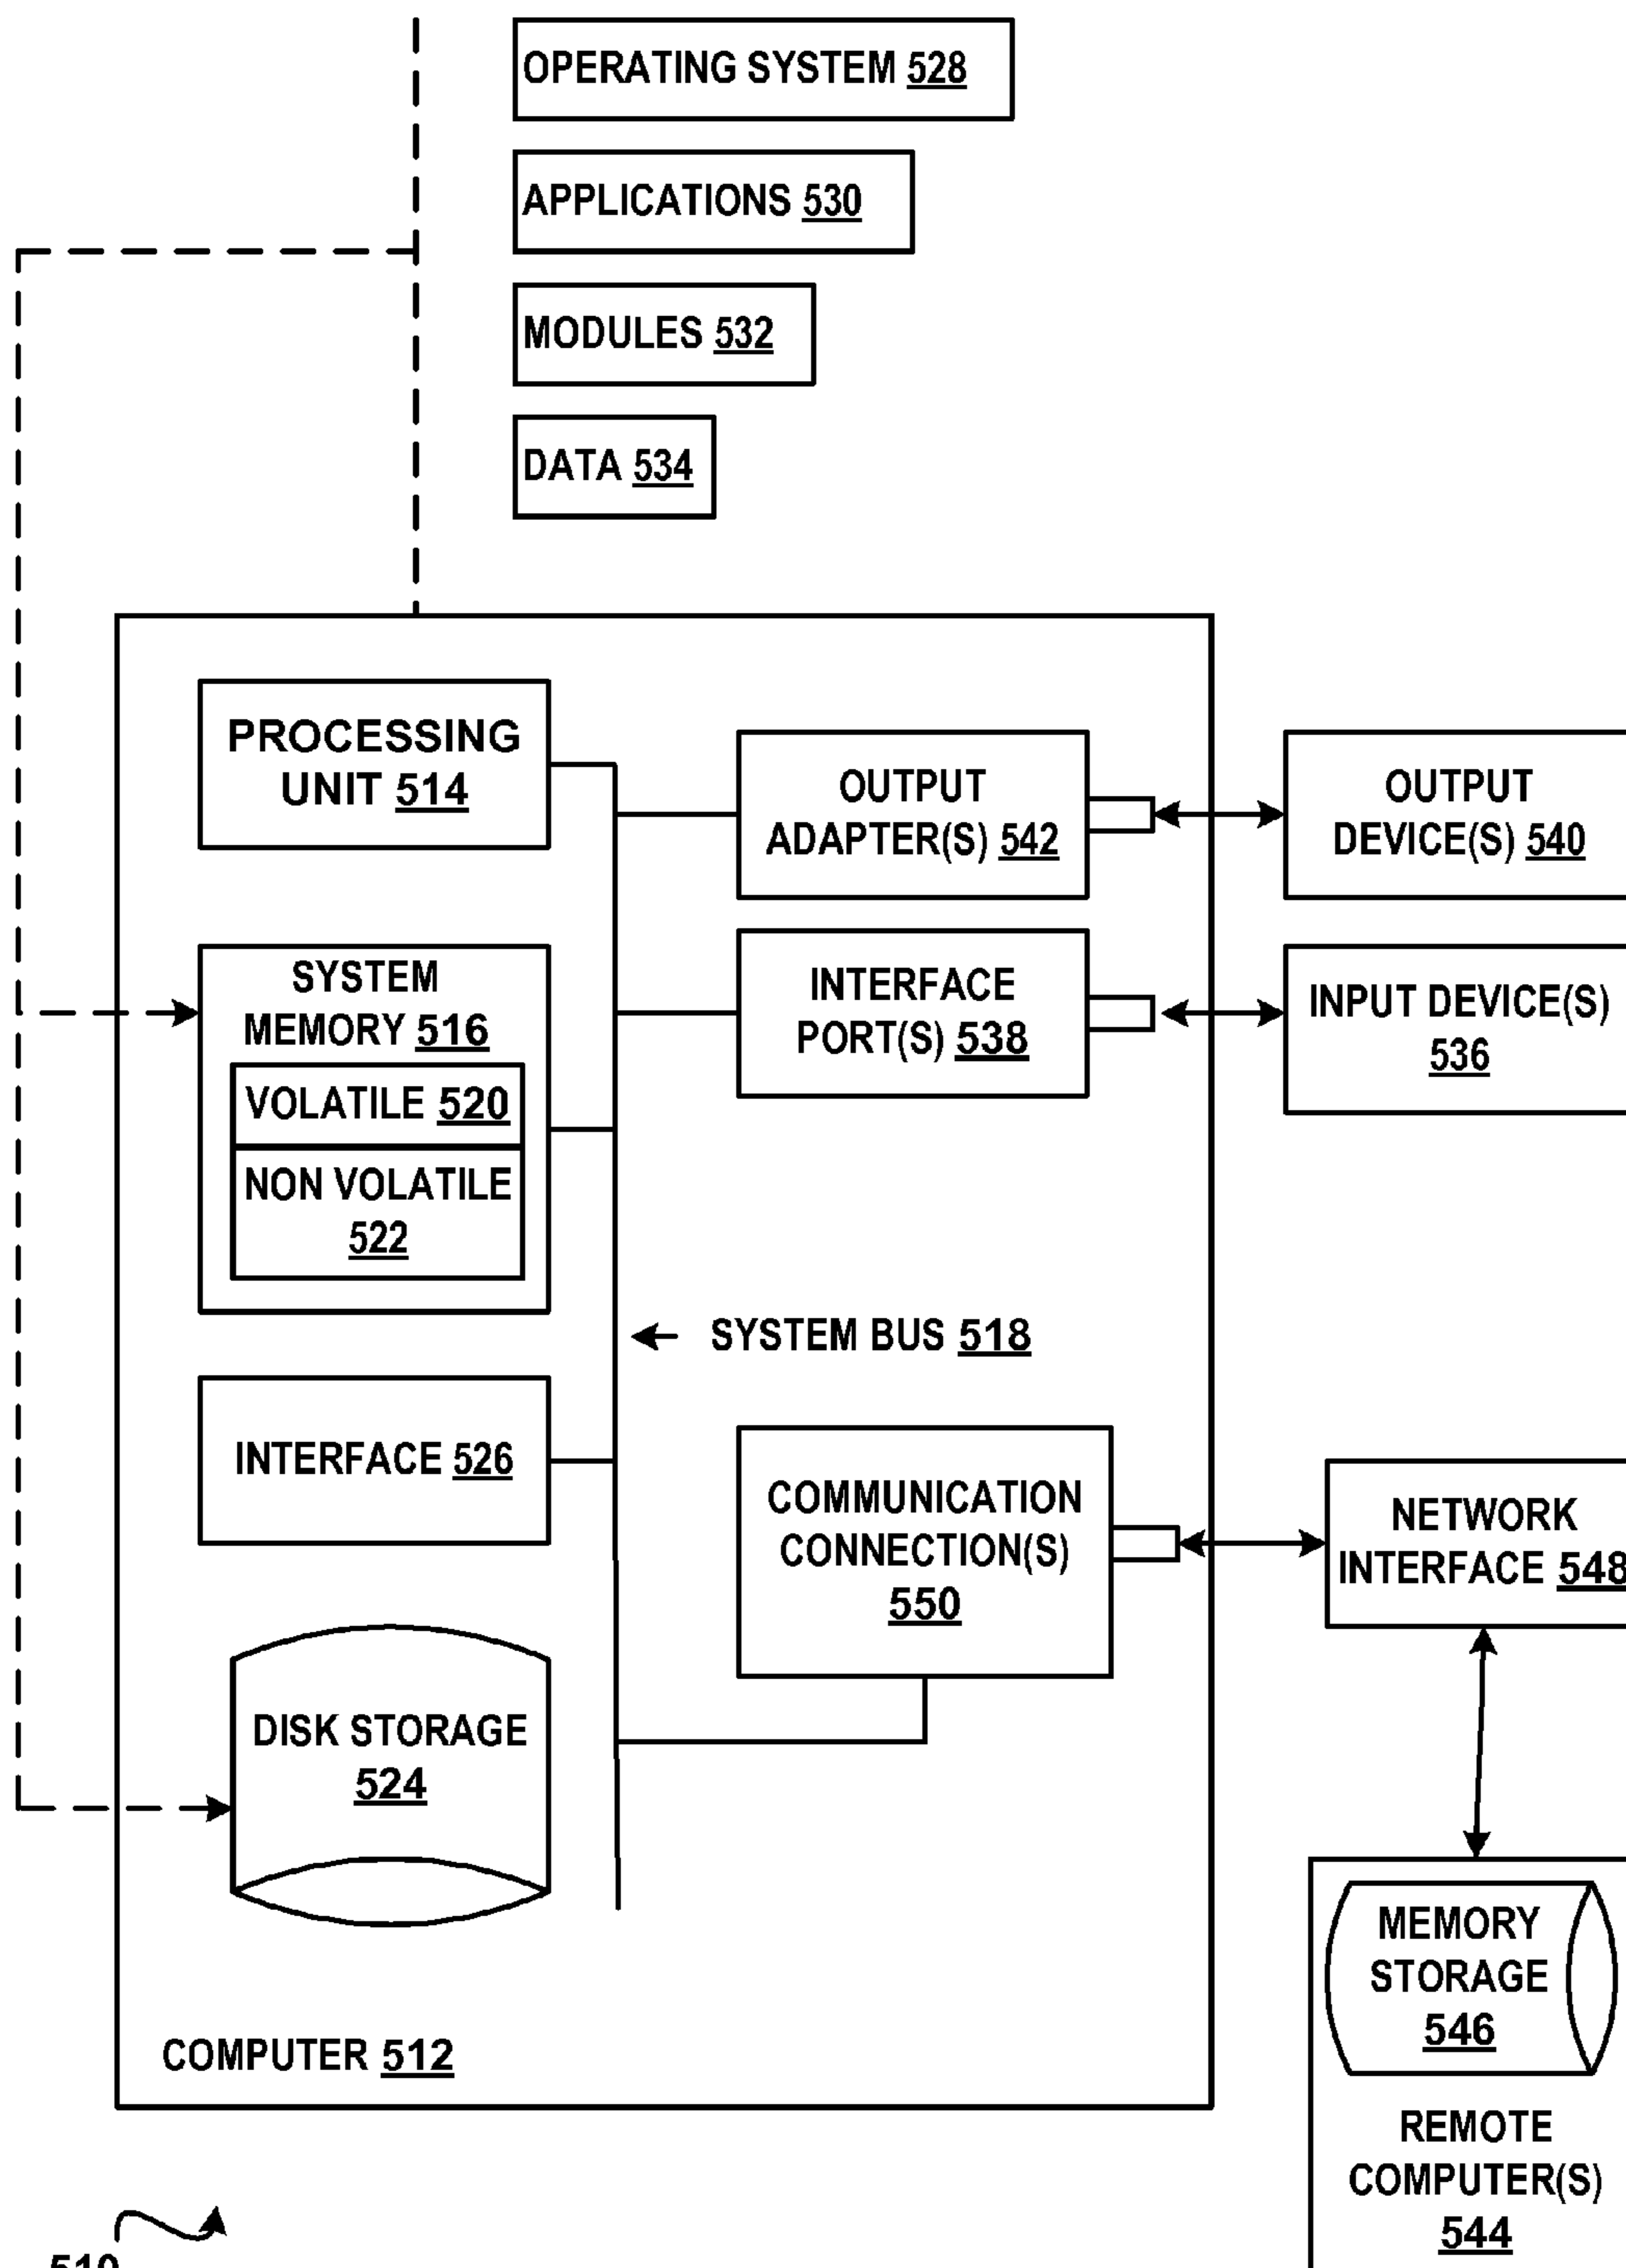 OPERATING SYSTEM 528
APPLICATIONS 530
MODULES 532
DATA 534
PROCESSING
UNIT 514
OUTPUT
ADAPTER(S) 542
OUTPUT
DEVICE(S) 540
SYSTEM
MEMORY 516
VOLATILE 520
NON VOLATILE
522
INTERFACE
PORT(S) 538
INPUT DEVICE(S)
536
SYSTEM BUS 518
INTERFACE 526
COMMUNICATION
CONNECTION(S)
550
NETWORK
INTERFACE 548
DISK STORAGE
524
MEMORY
STORAGE
546
REMOTE
COMPUTER(S)
544
COMPUTER 512
510